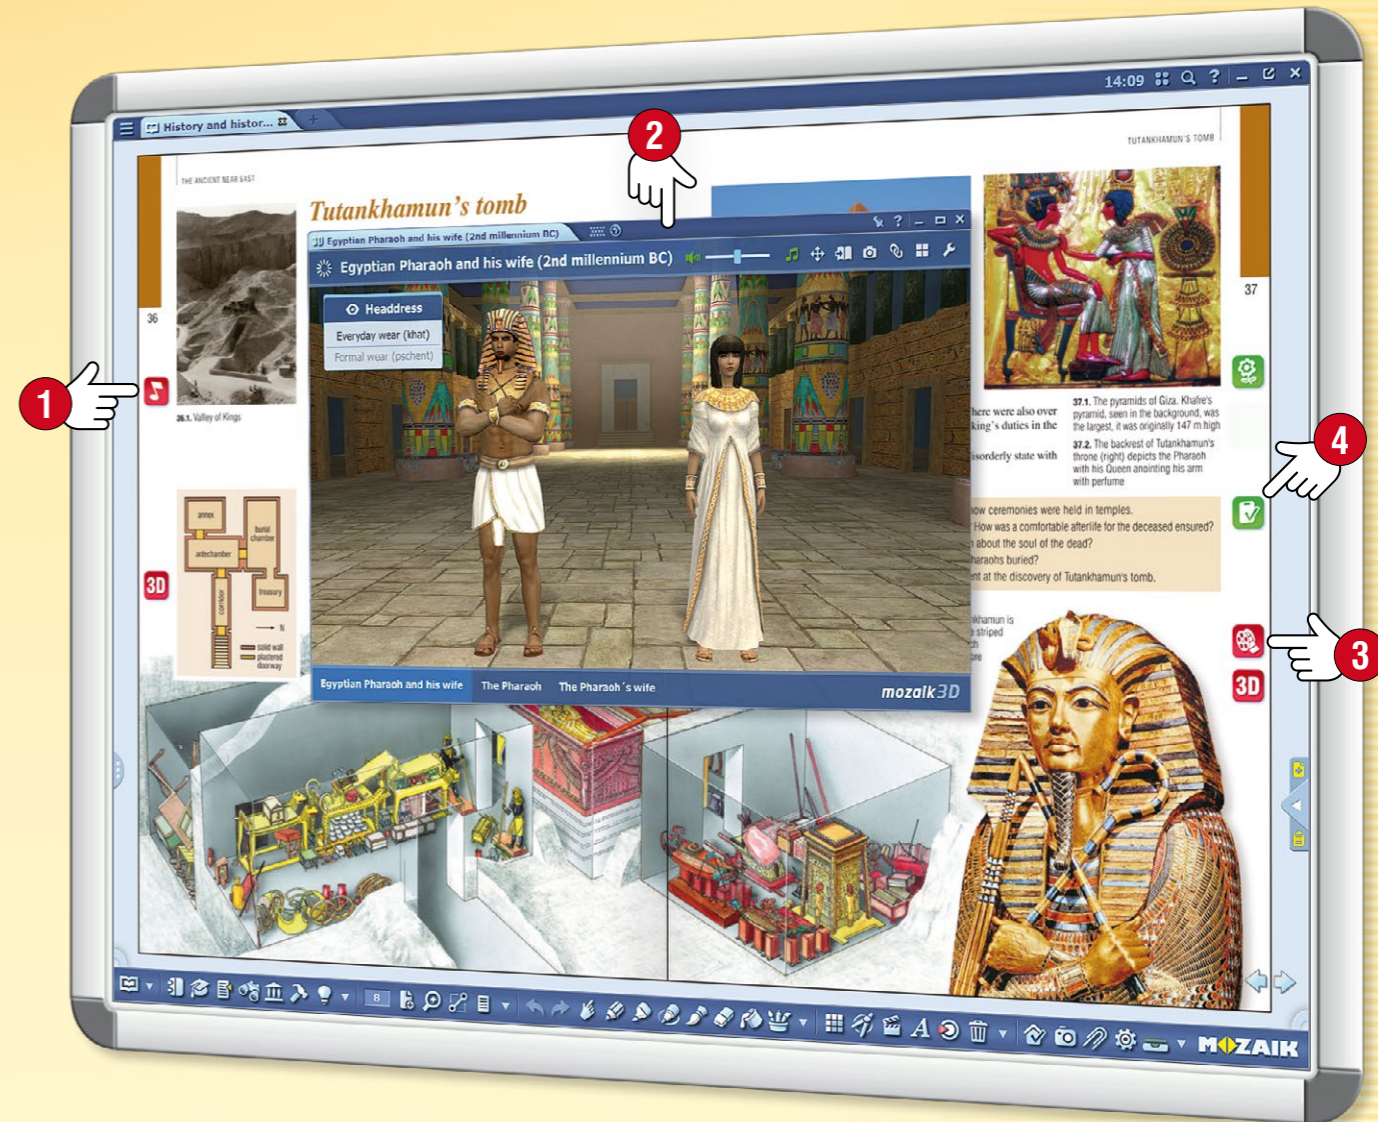 14:09
History and histor...
THE ANCIENT NEAR EAST
TUTANKHAMUN'S TOMB
Tutankhamun's tomb
36
37
36.1. Valley of Kings
1
2
3
4
3D Egyptian Pharaoh and his wife (2nd millennium BC)
Egyptian Pharaoh and his wife (2nd millennium BC)
Headdress
Everyday wear (khat)
Formal wear (pschent)
Egyptian Pharaoh and his wife
The Pharaoh
The Pharaoh´s wife
mozaik3D
here were also over
king's duties in the
isorderly state with
37.1. The pyramids of Giza. Khafre's
pyramid, seen in the background, was
the largest, it was originally 147 m high
37.2. The backrest of Tutankhamun's
throne (right) depicts the Pharaoh
with his Queen anointing his arm
with perfume
ow ceremonies were held in temples.
How was a comfortable afterlife for the deceased ensured?
about the soul of the dead?
haraohs buried?
nt at the discovery of Tutankhamun's tomb.
khamun is
striped
ch
ore
annex
burial
chamber
antechamber
treasury
corridor
N
solid wall
plastered
doorway
3D
3D
8
A
MOZAIK